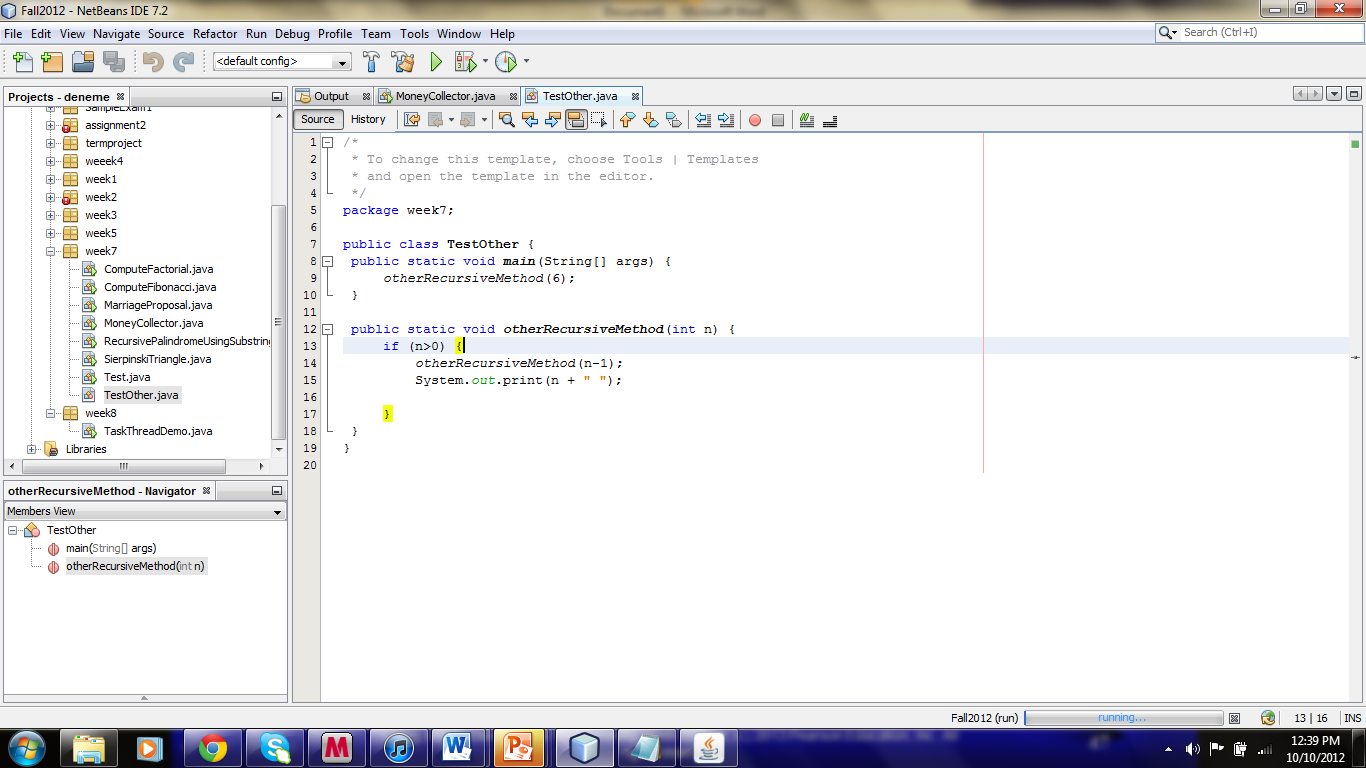 Fall2012 - NetBeans IDE 7.2
File Edit View Navigate Source Refactor Run Debug Profile Team Tools Window Help
Search (Ctrl+I)
<default config>
Projects - deneme
SampleExam1
assignment2
termproject
weeek4
week1
week2
week3
week5
week7
ComputeFactorial.java
ComputeFibonacci.java
MarriageProposal.java
MoneyCollector.java
RecursivePalindromeUsingSubstring
SierpinskiTriangle.java
Test.java
TestOther.java
week8
TaskThreadDemo.java
Libraries
otherRecursiveMethod - Navigator
Members View
TestOther
main(String[] args)
otherRecursiveMethod(int n)
Output MoneyCollector.java TestOther.java
Source History
1 /*
2 * To change this template, choose Tools | Templates
3 * and open the template in the editor.
4 */
5 package week7;
6
7 public class TestOther {
8 public static void main(String[] args) {
9 otherRecursiveMethod(6);
10 }
11
12 public static void otherRecursiveMethod(int n) {
13 if (n>0) {
14 otherRecursiveMethod(n-1);
15 System.out.print(n + " ");
16
17 }
18 }
19 }
20
Fall2012 (run) running... 13 | 16 INS
12:39 PM
10/10/2012